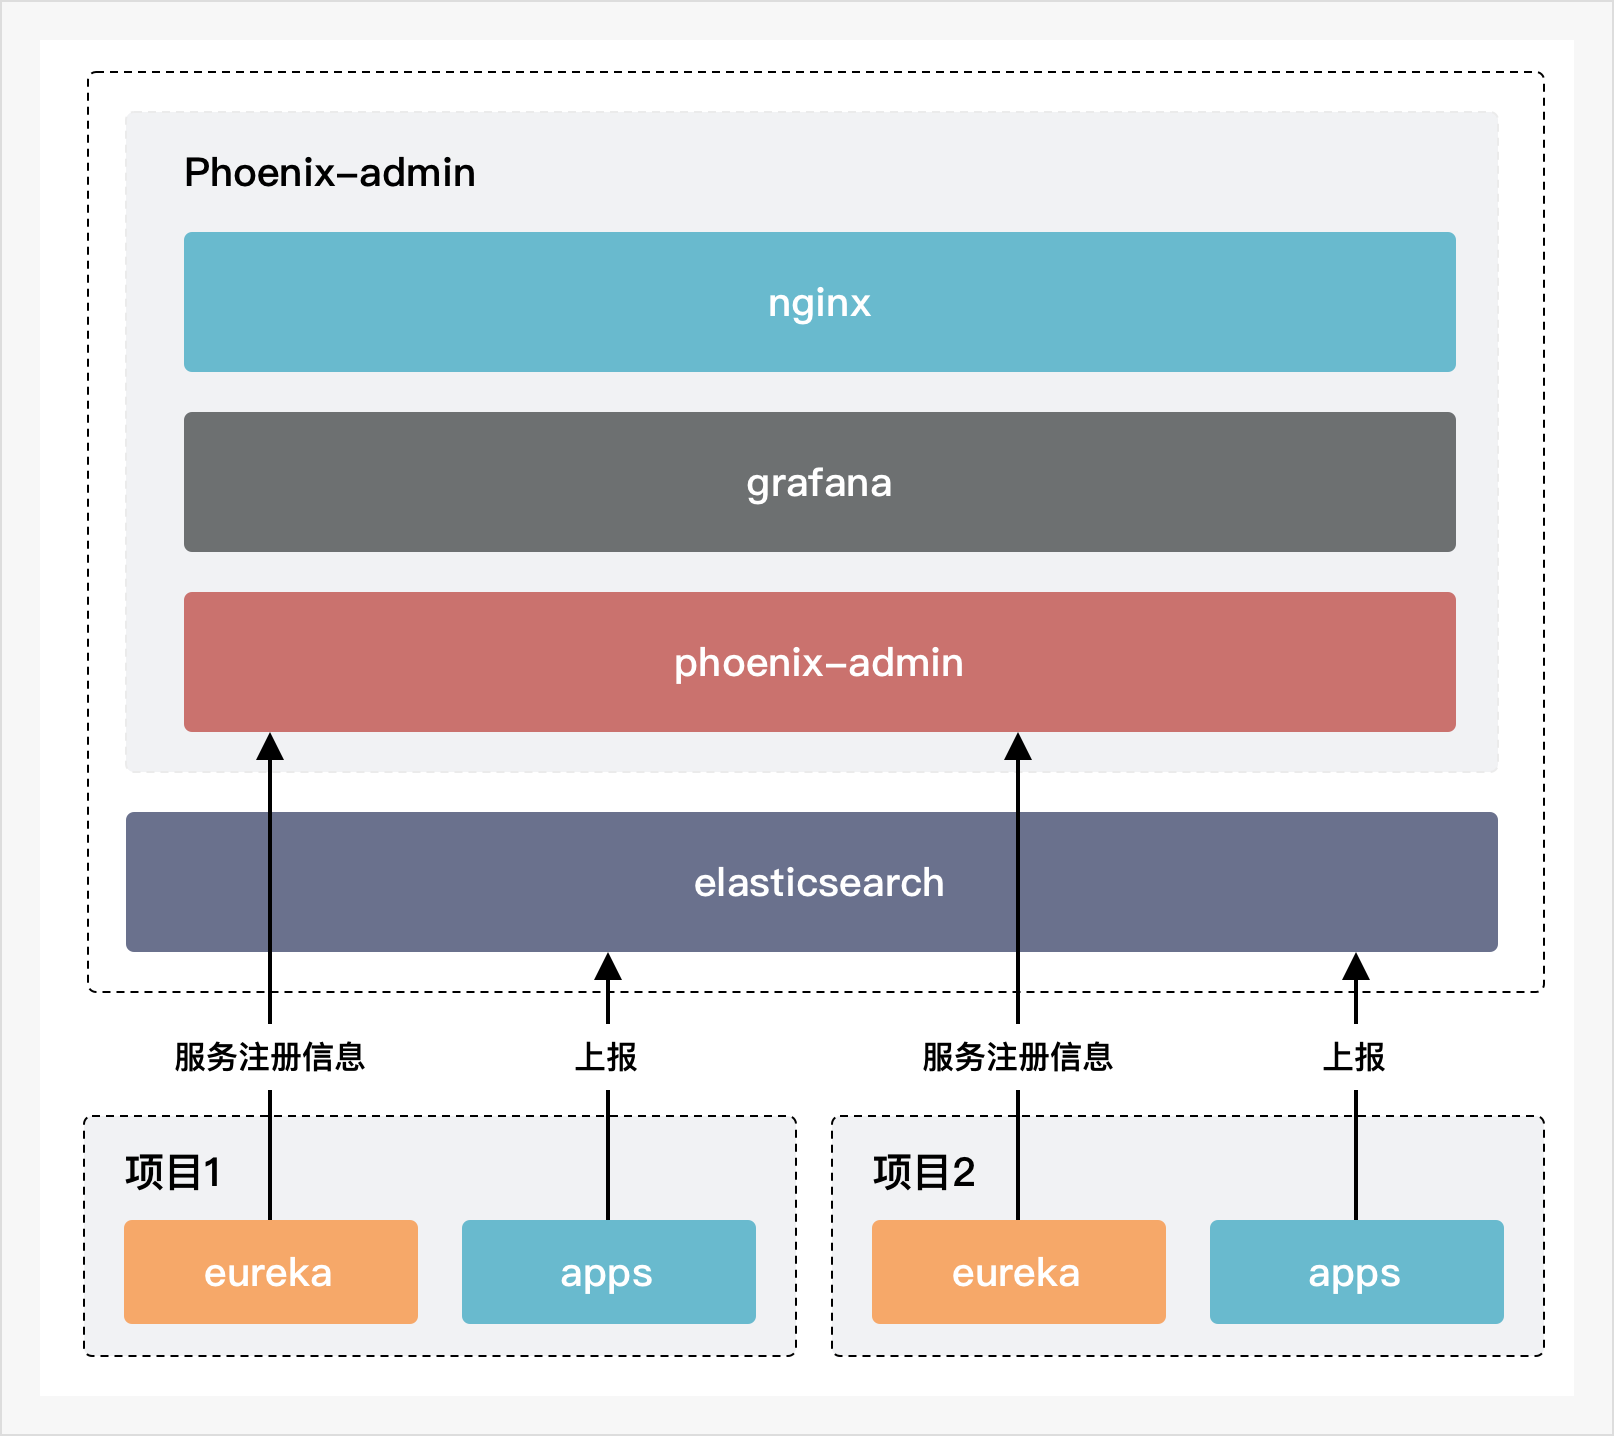 Phoenix–admin
nginx
grafana
phoenix–admin
elasticsearch
服务注册信息
上报
服务注册信息
上报
项目1
项目2
eureka
apps
eureka
apps